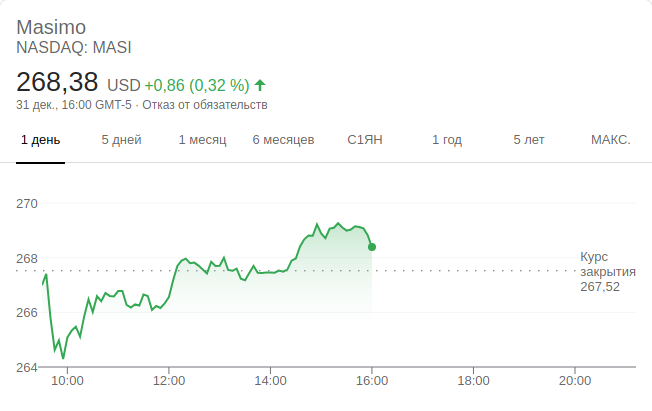 Masimo
NASDAQ: MASI
268,38 USD +0,86 (0,32 %)
31 дек., 16:00 GMT-5 · Отказ от обязательств
1 день 5 дней 1 месяц 6 месяцев С1ЯН 1 год 5 лет МАКС.
270
268
266
264
Курс
закрытия
267,52
10:00 12:00 14:00 16:00 18:00 20:00